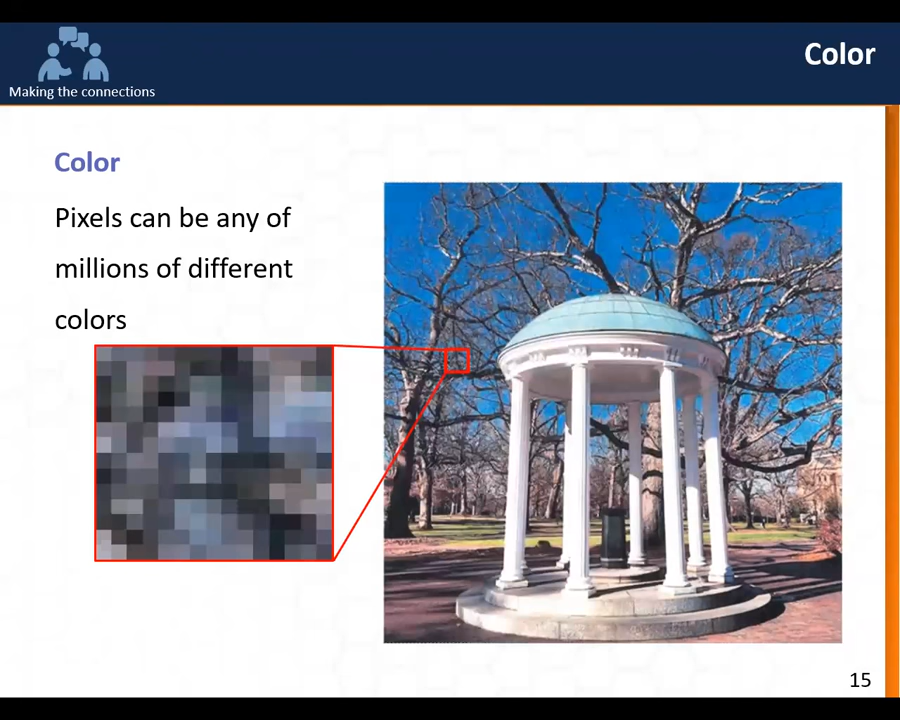 Making the connections
Color
Color
Pixels can be any of
millions of different
colors
15